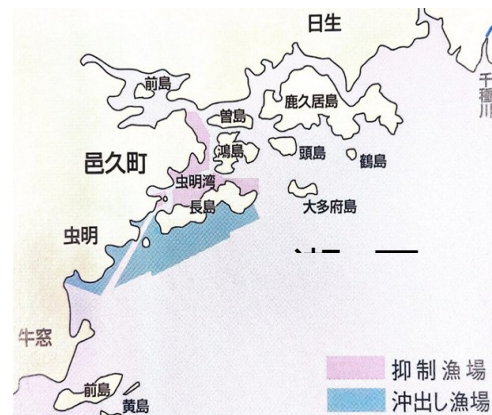 日生
千種川
前島
鹿久居島
曽島
鴻島
頭島
鶴島
邑久町
虫明湾
長島
大多府島
虫明
牛窓
抑制漁場
前島
沖出し漁場
黄島